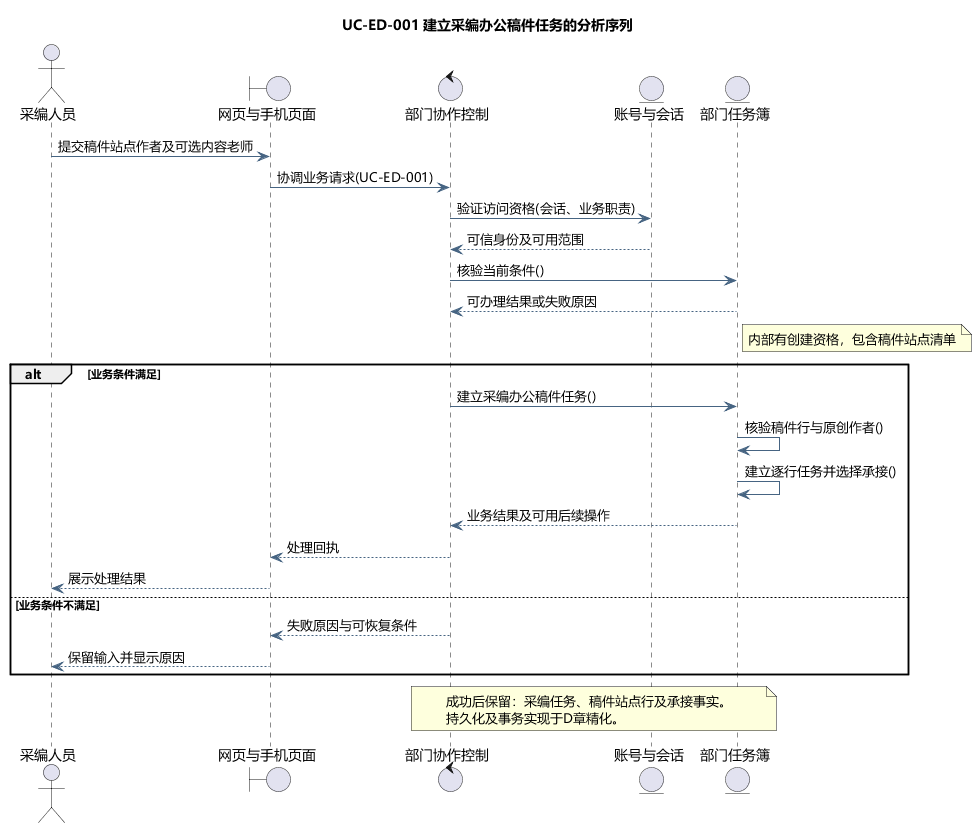 UC-ED-001 建立采编办公稿件任务的分析序列
采编人员
网页与手机页面
部门协作控制
账号与会话
部门任务簿
提交稿件站点作者及可选内容老师
协调业务请求(UC-ED-001)
验证访问资格(会话、业务职责)
可信身份及可用范围
核验当前条件()
可办理结果或失败原因
内部有创建资格，包含稿件站点清单
alt
[业务条件满足]
建立采编办公稿件任务()
核验稿件行与原创作者()
建立逐行任务并选择承接()
业务结果及可用后续操作
处理回执
展示处理结果
[业务条件不满足]
失败原因与可恢复条件
保留输入并显示原因
成功后保留：采编任务、稿件站点行及承接事实。
持久化及事务实现于D章精化。
采编人员
网页与手机页面
部门协作控制
账号与会话
部门任务簿